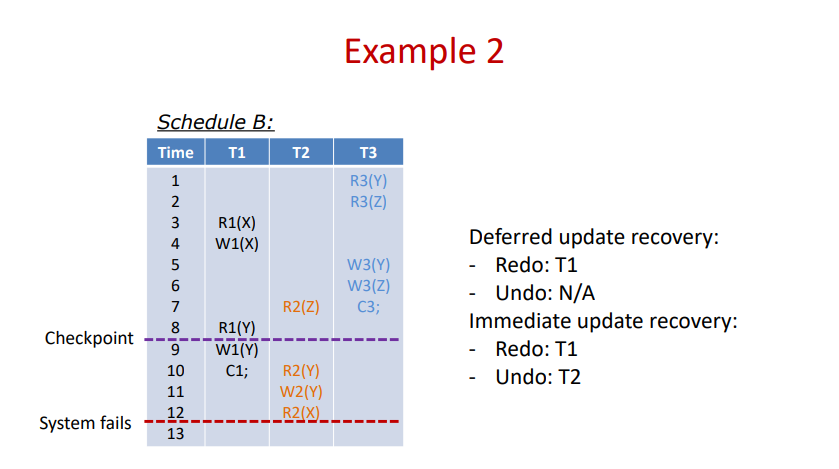 Example 2
Schedule B:
Time T1 T2 T3
1 R3(Y)
2 R3(Z)
3 R1(X)
4 W1(X)
5 W3(Y)
6 W3(Z)
7 R2(Z) C3;
8 R1(Y)
Checkpoint
9 W1(Y)
10 C1; R2(Y)
11 W2(Y)
12 R2(X)
System fails
13
Deferred update recovery:
- Redo: T1
- Undo: N/A
Immediate update recovery:
- Redo: T1
- Undo: T2